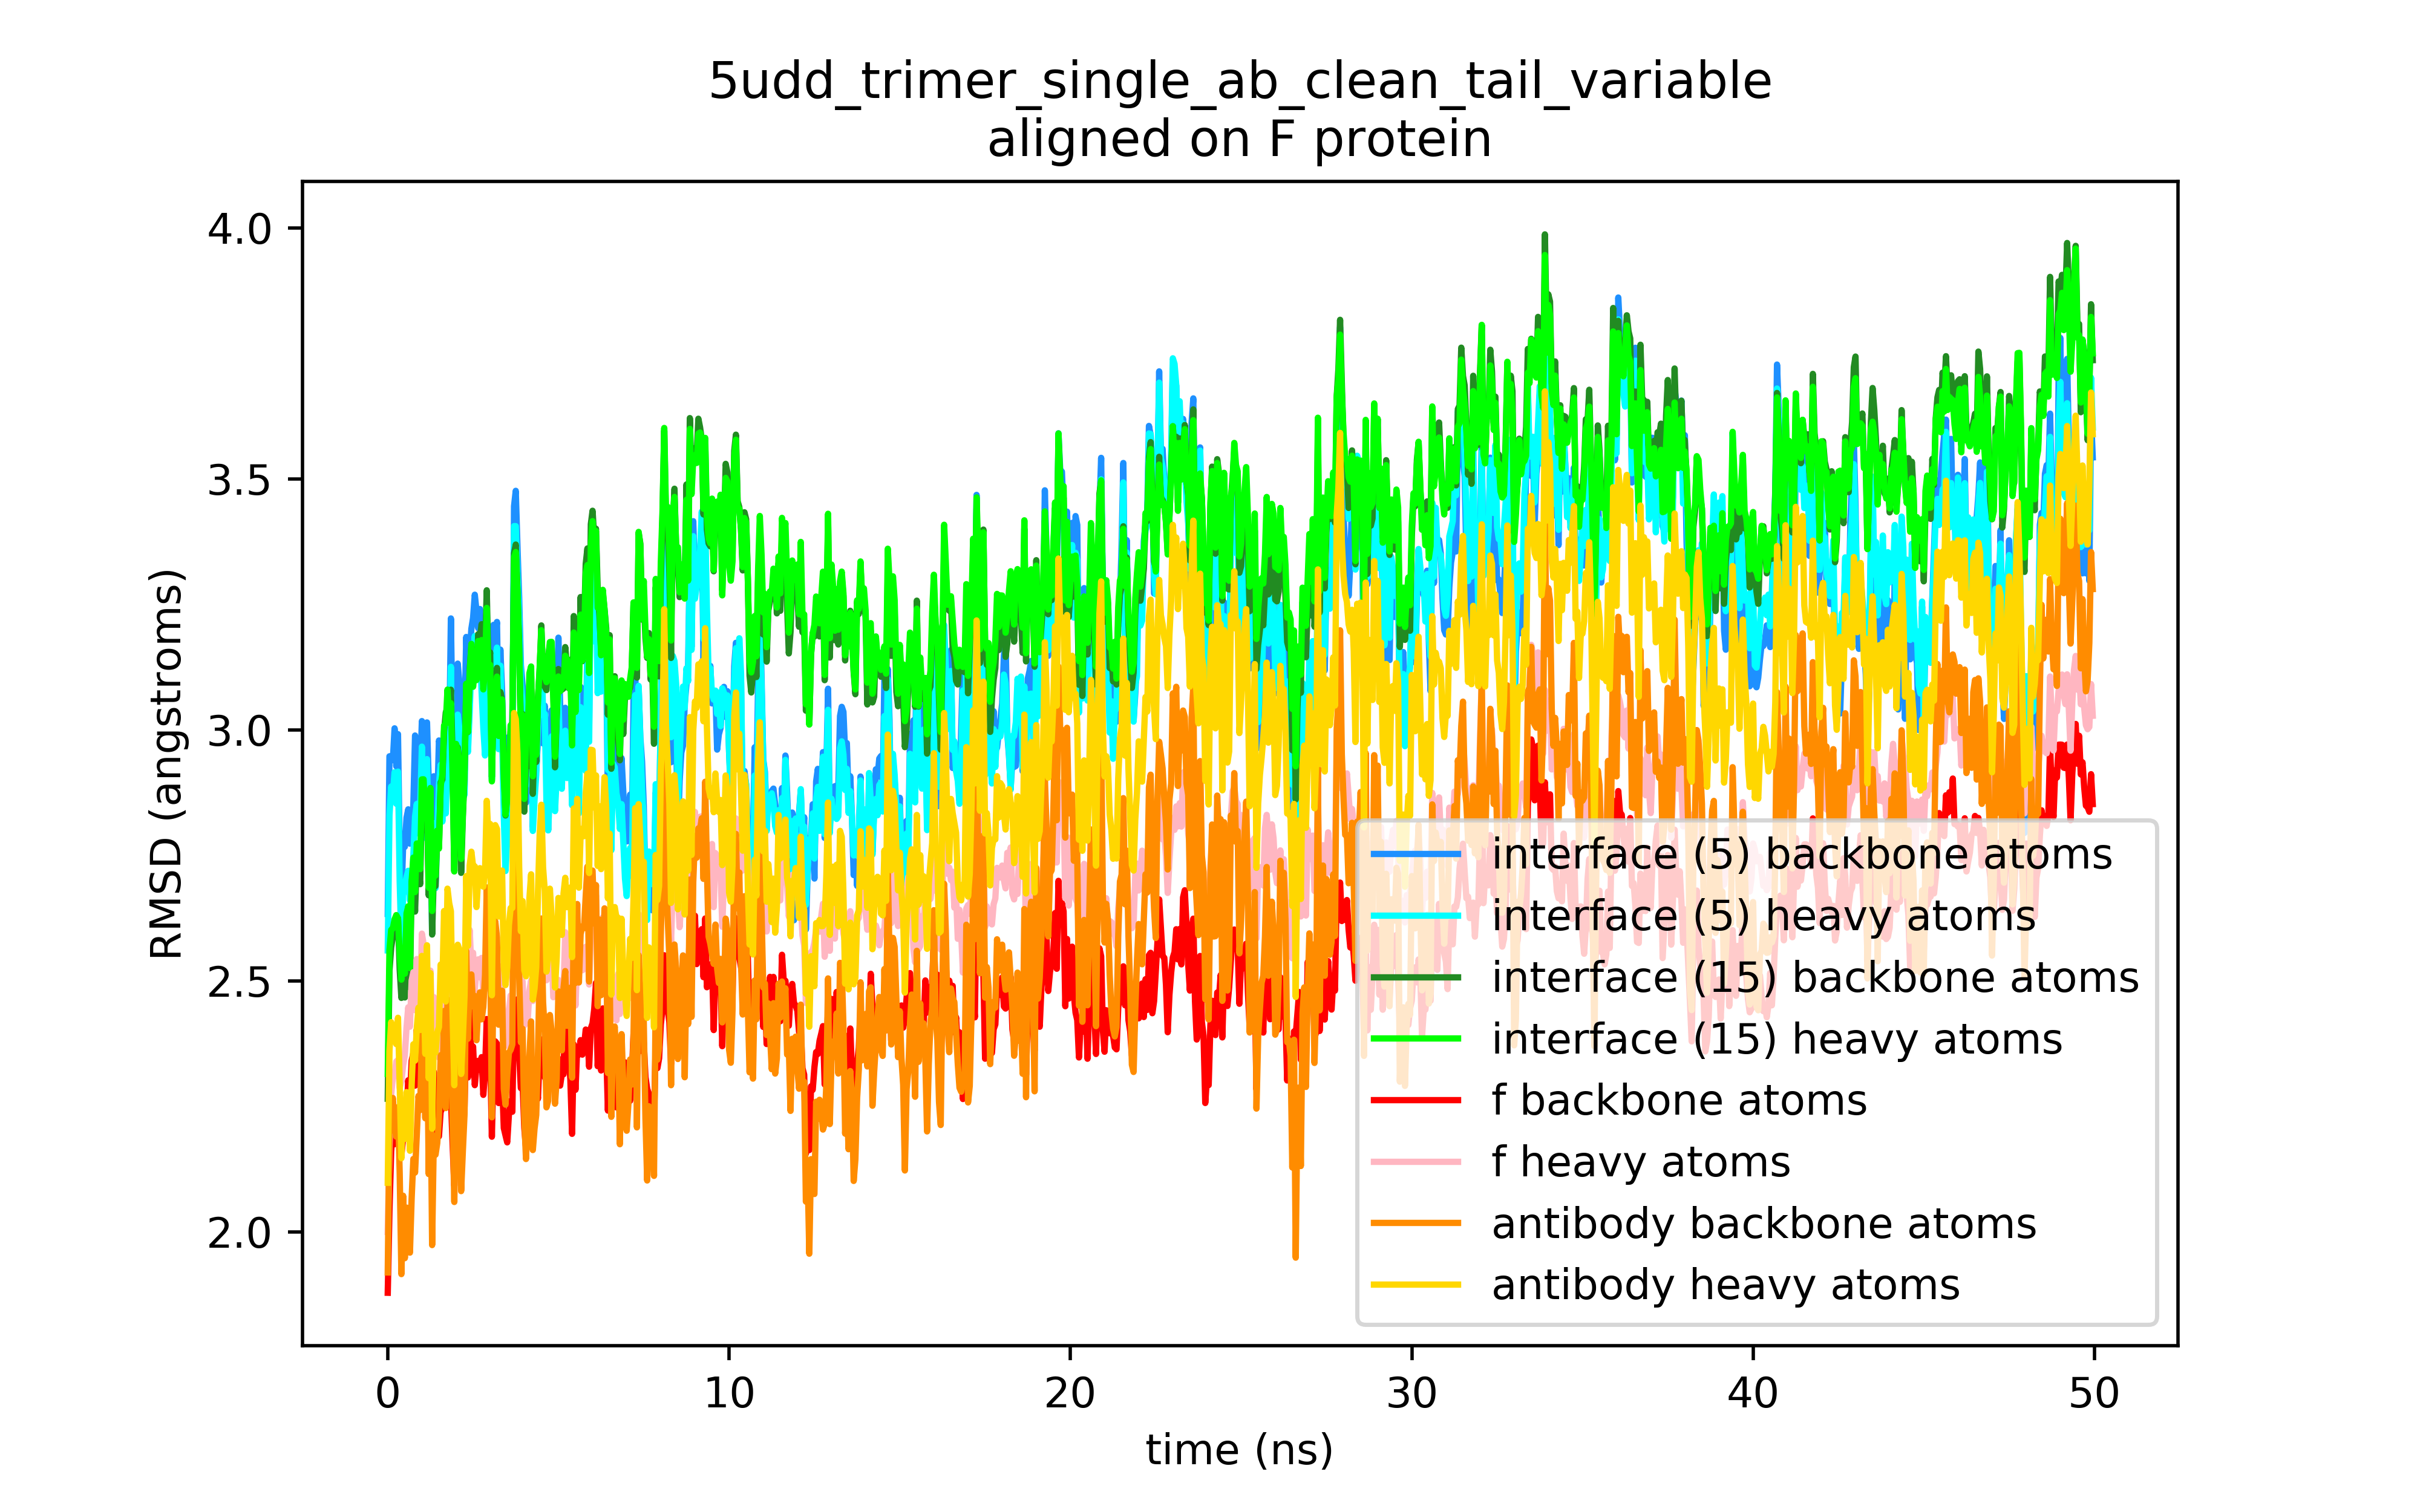 5udd_trimer_single_ab_clean_tail_variable
aligned on F protein
RMSD (angstroms)
4.0
3.5
3.0
2.5
2.0
interface (5) backbone atoms
interface (5) heavy atoms
interface (15) backbone atoms
interface (15) heavy atoms
f backbone atoms
f heavy atoms
antibody backbone atoms
antibody heavy atoms
0 10 20 30 40 50
time (ns)